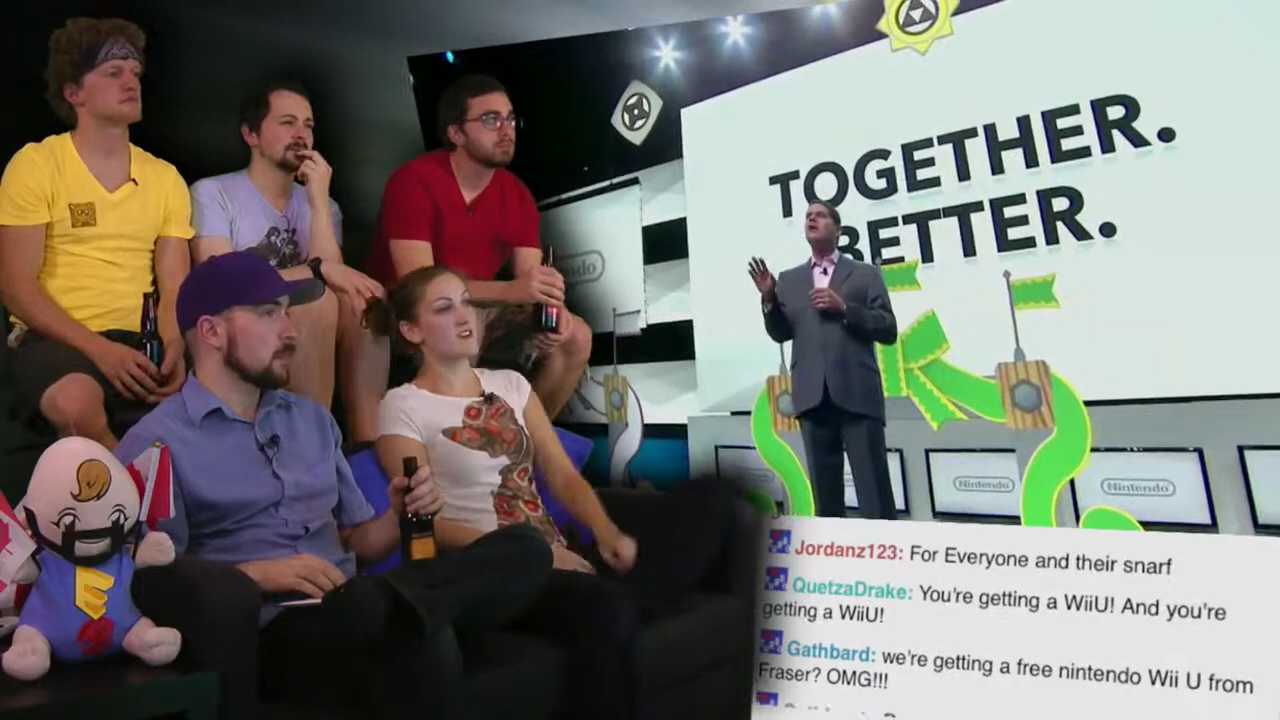 TOGETHER.
BETTER.
Nintendo
Nintendo
Jordanz123: For Everyone and their snarf
QuetzaDrake: You're getting a WiiU! And you're
getting a WiiU!
Gathbard: we're getting a free nintendo Wii U from
Fraser? OMG!!!
E3